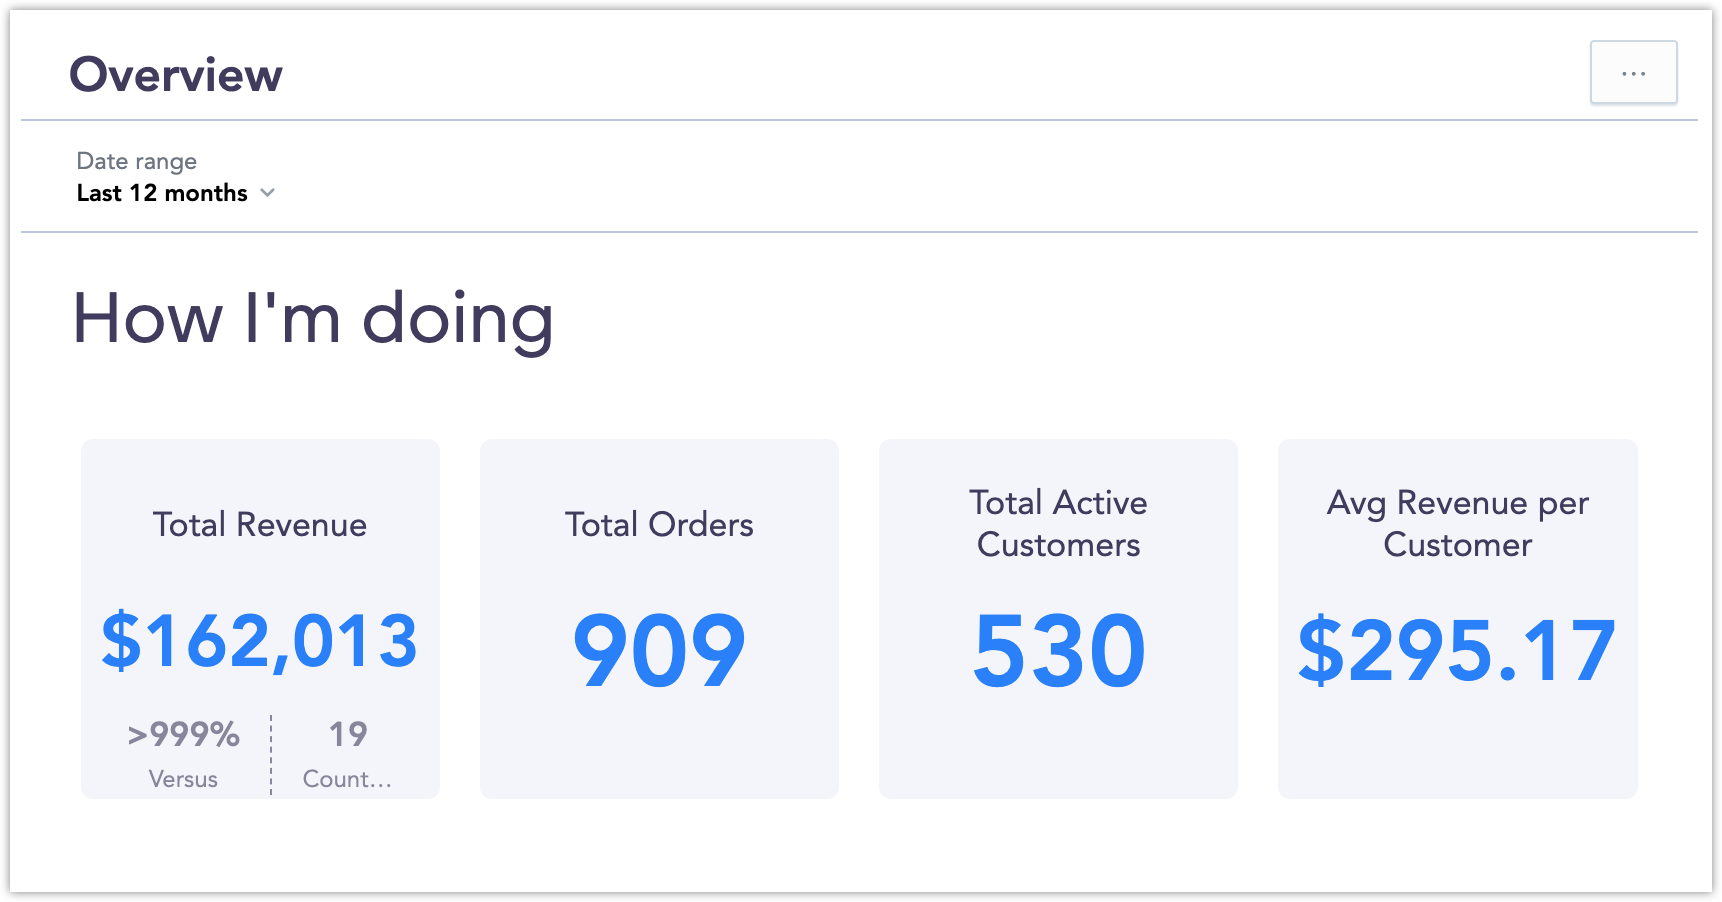 Overview
...
Date range
Last 12 months
How I'm doing
Total Revenue
$162,013
>999%
Versus
19
Count...
Total Orders
909
Total Active
Customers
530
Avg Revenue per
Customer
$295.17